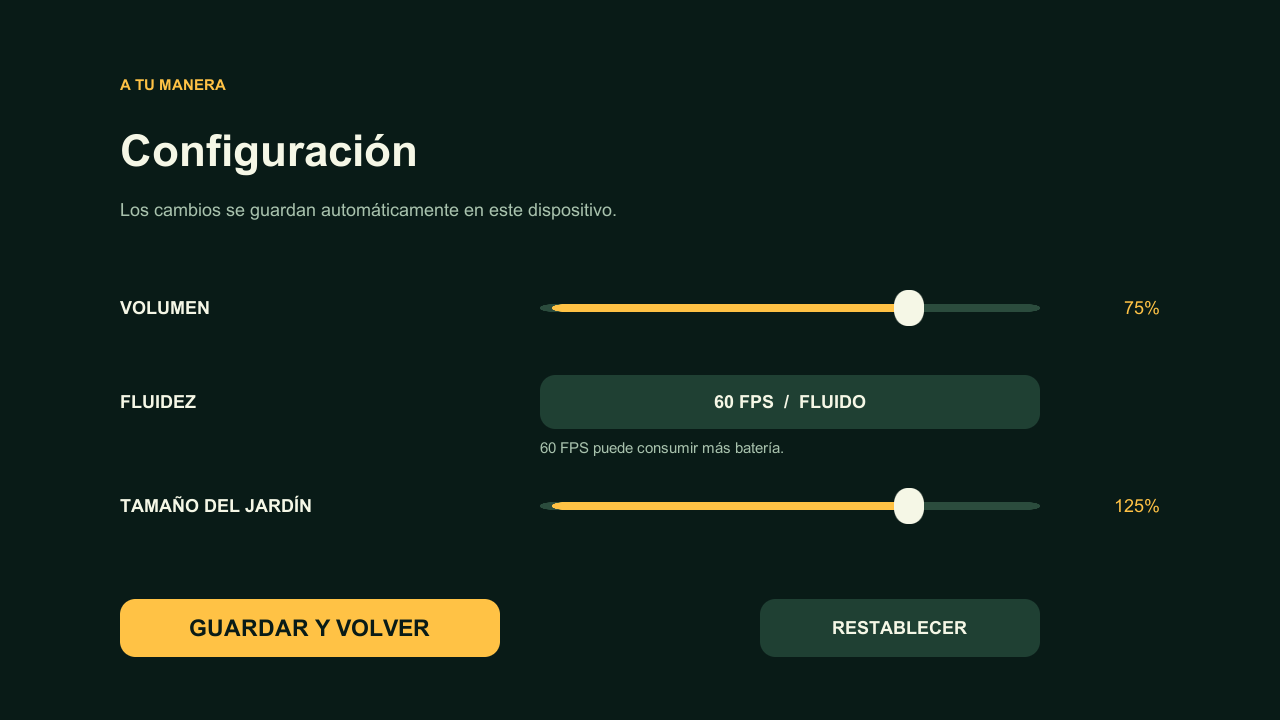 A TU MANERA
Configuración
Los cambios se guardan automáticamente en este dispositivo.
VOLUMEN
75%
FLUIDEZ
60 FPS / FLUIDO
60 FPS puede consumir más batería.
TAMAÑO DEL JARDÍN
125%
GUARDAR Y VOLVER
RESTABLECER